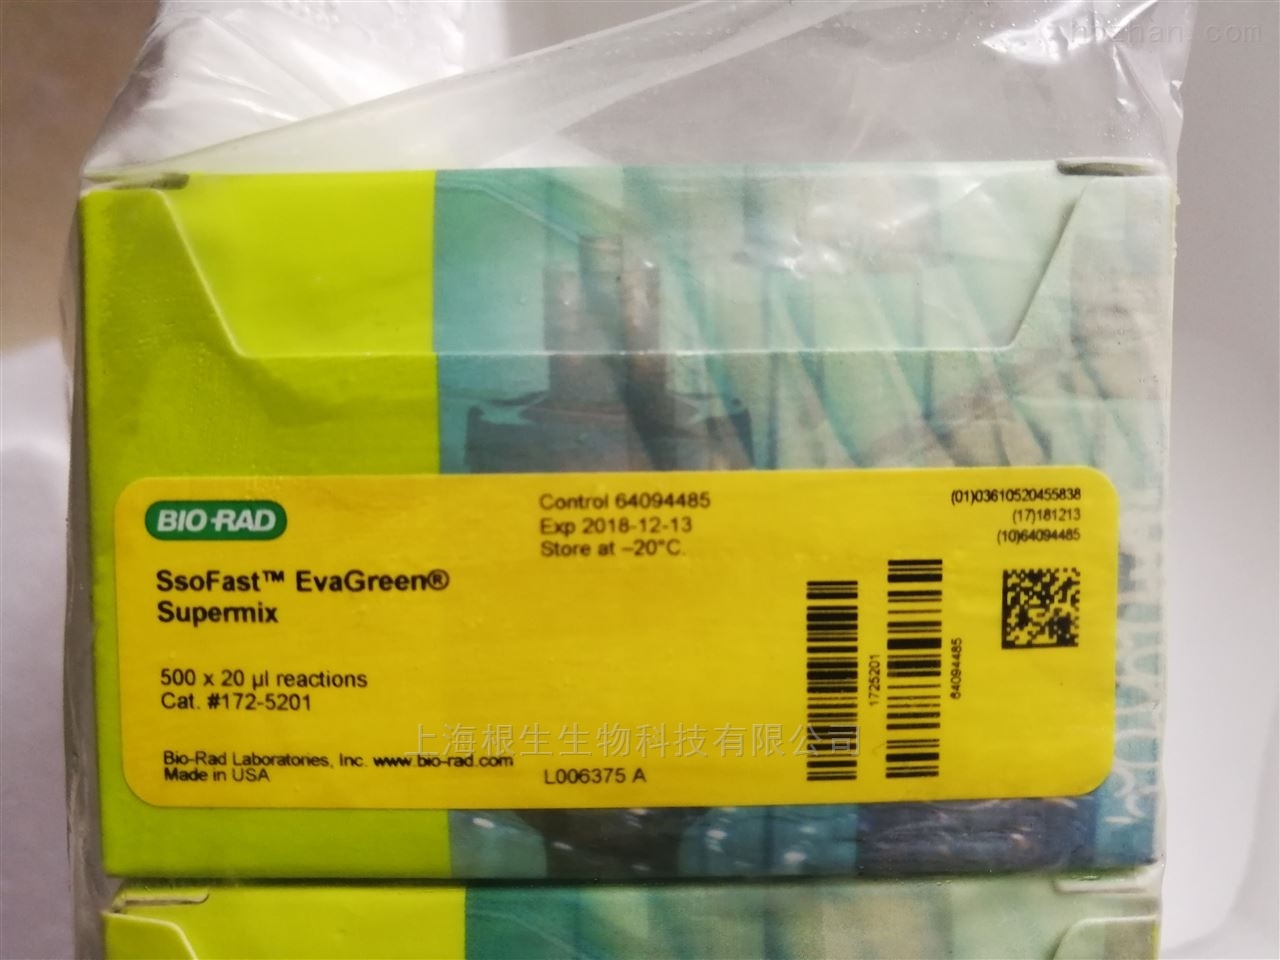 hbzhan.com
BIO-RAD
Control 64094485
Exp 2018-12-13
Store at –20°C.
(01)03610520455838
(17)181213
(10)64094485
SsoFast™ EvaGreen®
Supermix
500 x 20 µl reactions
Cat. #172-5201
1725201
64094485
上海根生生物科技有限公司
Bio-Rad Laboratories, Inc. www.bio-rad.com
Made in USA
L006375 A